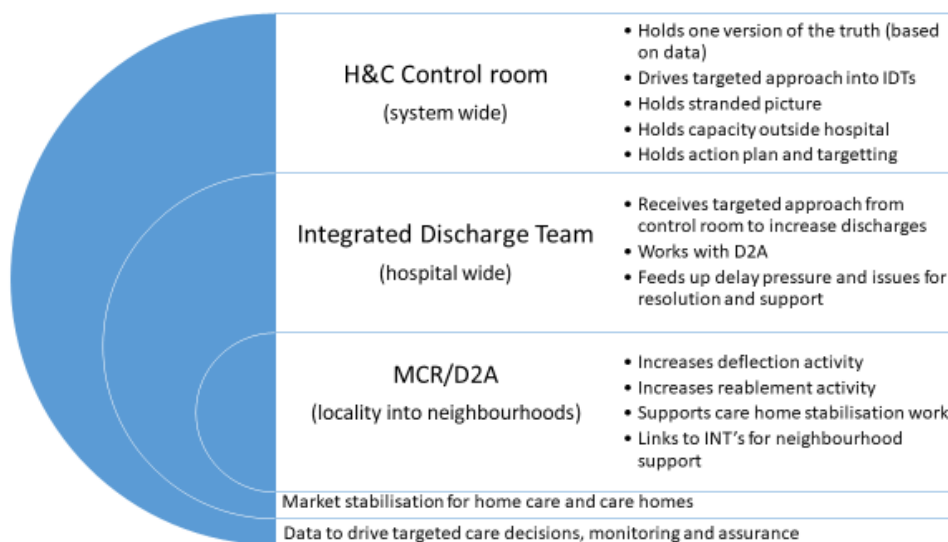 H&C Control room
(system wide)
• Holds one version of the truth (based
on data)
• Drives targeted approach into IDTs
• Holds stranded picture
• Holds capacity outside hospital
• Holds action plan and targetting
Integrated Discharge Team
(hospital wide)
• Receives targeted approach from
control room to increase discharges
• Works with D2A
• Feeds up delay pressure and issues for
resolution and support
MCR/D2A
(locality into neighbourhoods)
• Increases deflection activity
• Increases reablement activity
• Supports care home stabilisation work
• Links to INT's for neighbourhood
support
Market stabilisation for home care and care homes
Data to drive targeted care decisions, monitoring and assurance